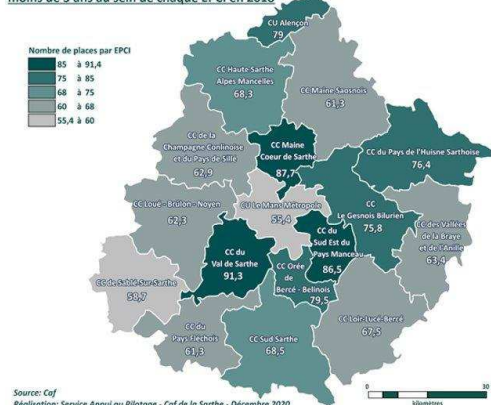 moins de 3 ans au sein de chaque EPCI en 2018
Nombre de places par EPCI
85 à 91,4
75 à 85
68 à 75
60 à 68
55,4 à 60
CU Alençon
79
CC Haute Sarthe
Alpes Mancelles
68,3
CC Maine Saosnois
61,3
CC de la
Champagne Conlinoise
et du Pays de Sillé
62,9
CC Maine
Coeur de Sarthe
87,7
CC du Pays de l'Huisne Sarthoise
76,4
CC Loué - Brûlon - Noyen
62,3
CU Le Mans Métropole
55,4
CC
Le Gesnois Bilurien
75,8
CC des Vallées
de la Braye
et de l'Anille
63,4
CC du
Sud Est du
Pays Manceau
86,5
CC du
Val de Sarthe
91,3
CC Orée
de
Bercé - Belinois
79,5
CC de Sablé-Sur-Sarthe
58,7
CC Loir-Lucé-Bercé
67,5
CC du
Pays Fléchois
61,3
CC Sud Sarthe
68,5
Source: Caf
Réalisation: Service Appui au Pilotage - Caf de la Sarthe - Décembre 2020
0 30
kilomètres